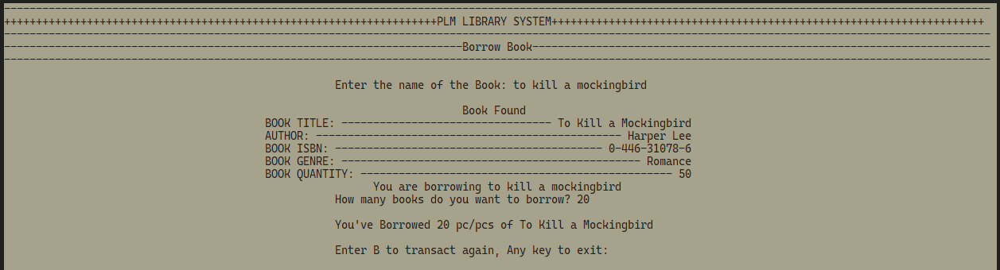 PLM LIBRARY SYSTEM
Borrow Book
Enter the name of the Book: to kill a mockingbird
Book Found
BOOK TITLE: --------------------------------- To Kill a Mockingbird
AUTHOR: ------------------------------------------------ Harper Lee
BOOK ISBN: ------------------------------------------ 0-446-31078-6
BOOK GENRE: ----------------------------------------------- Romance
BOOK QUANTITY: ------------------------------------------------- 50
You are borrowing to kill a mockingbird
How many books do you want to borrow? 20
You've Borrowed 20 pc/pcs of To Kill a Mockingbird
Enter B to transact again, Any key to exit: